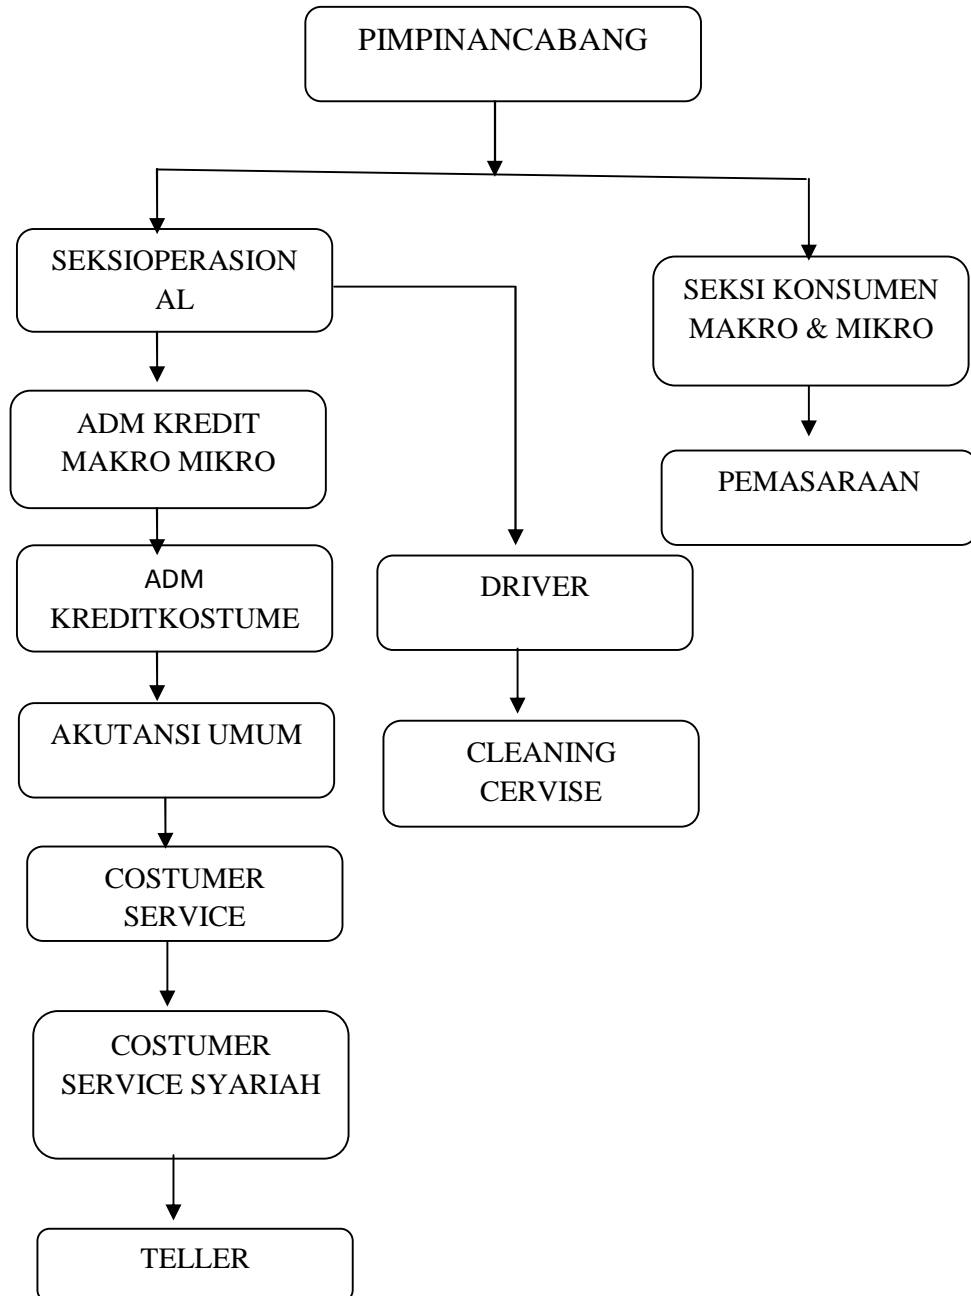 PIMPINANCABANG
SEKSIOPERASION
AL
SEKSI KONSUMEN
MAKRO & MIKRO
ADM KREDIT
MAKRO MIKRO
PEMASARAAN
ADM
KREDITKOSTUME
DRIVER
AKUTANSI UMUM
CLEANING
CERVISE
COSTUMER
SERVICE
COSTUMER
SERVICE SYARIAH
TELLER